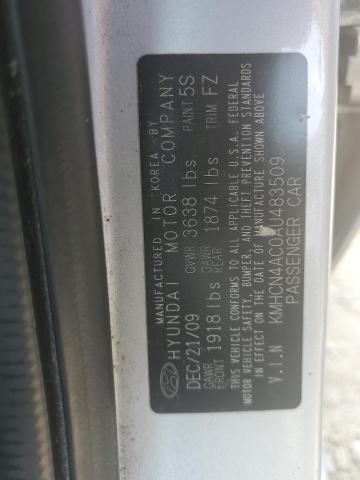 MANUFACTURED IN KOREA BY
HYUNDAI MOTOR COMPANY
DEC/21/09 GVWR 3638 lbs PAINT 5S
GAWR FRONT 1918 lbs GAWR REAR 1874 lbs TRIM FZ
THIS VEHICLE CONFORMS TO ALL APPLICABLE U.S.A. FEDERAL
MOTOR VEHICLE SAFETY, BUMPER, AND THEFT PREVENTION STANDARDS
IN EFFECT ON THE DATE OF MANUFACTURE SHOWN ABOVE
V.I.N
PASSENGER CAR